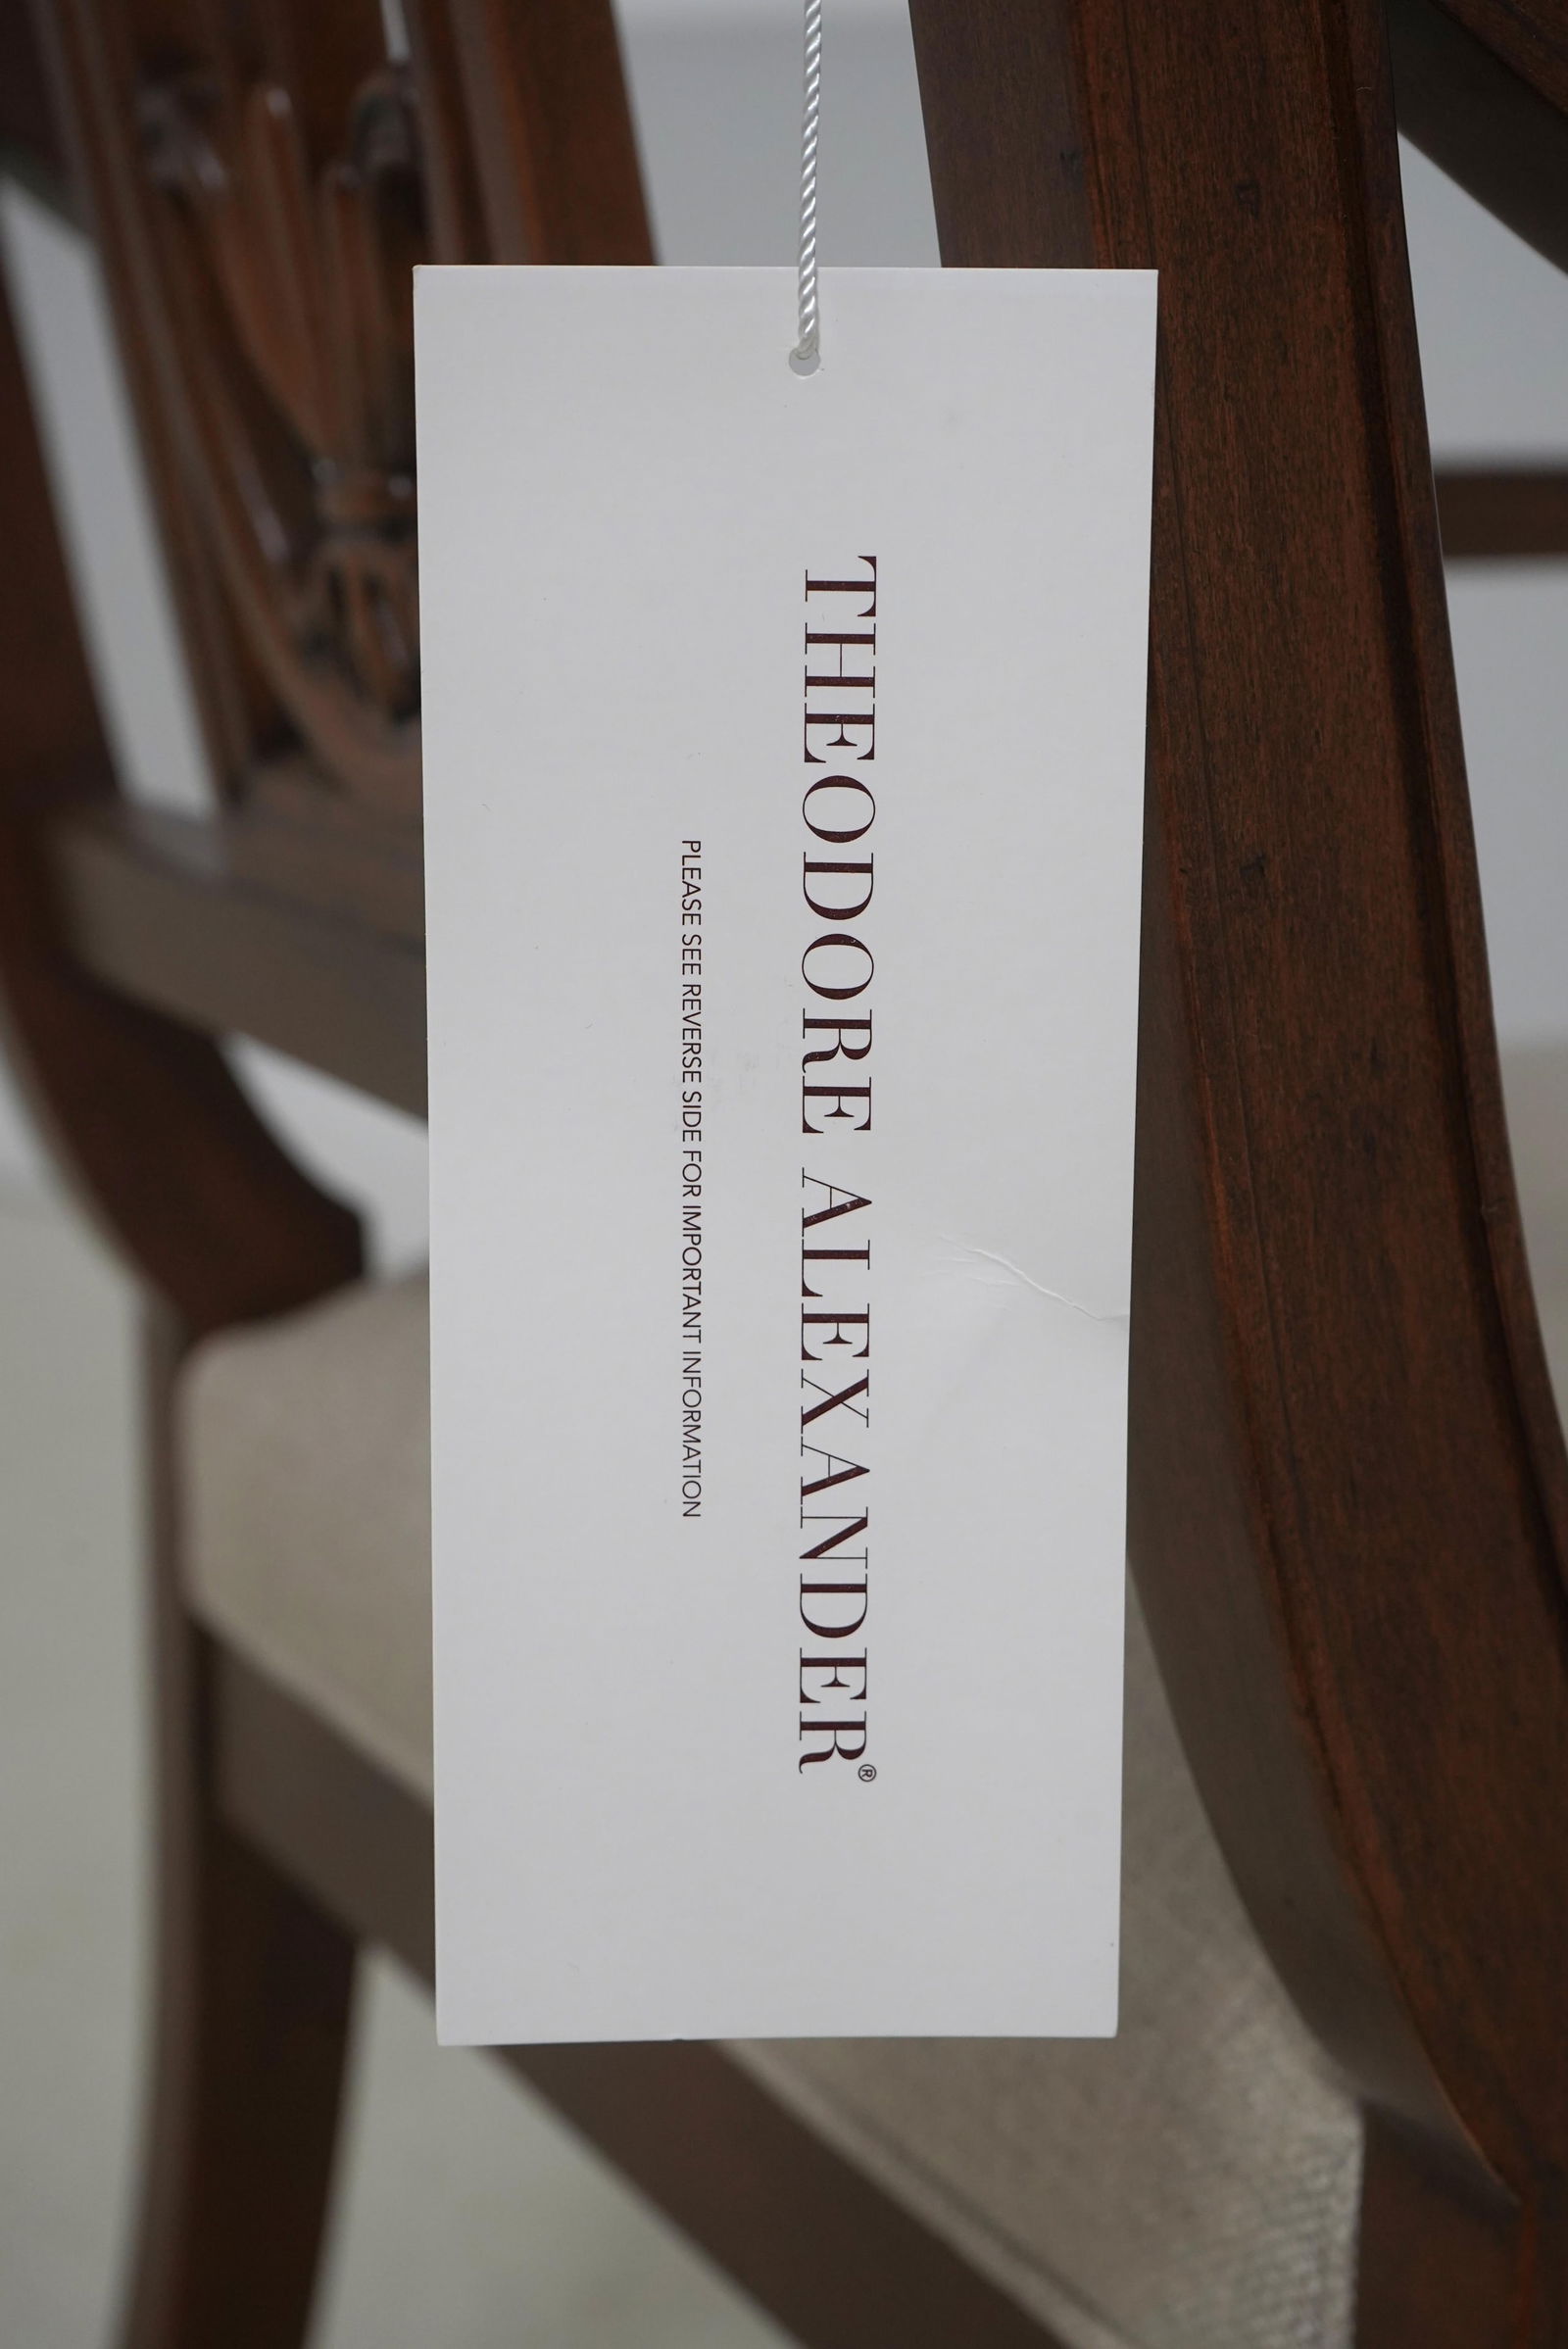 THEODORE ALEXANDER®
PLEASE SEE REVERSE SIDE FOR IMPORTANT INFORMATION